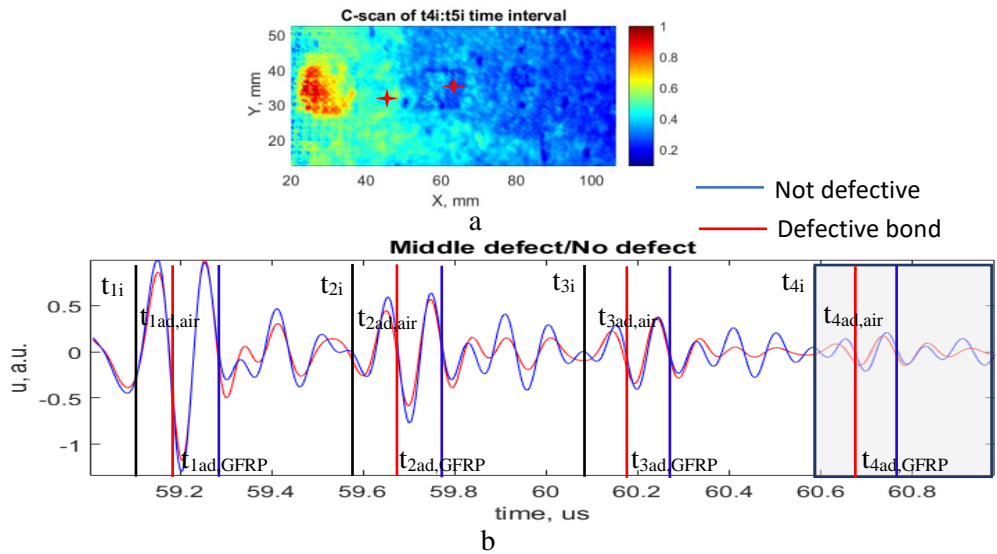 C-scan of t4i:t5i time interval
Y, mm
50
40
30
20
20
40
60
80
100
X, mm
1
0.8
0.6
0.4
0.2
a
Not defective
Defective bond
Middle defect/No defect
u, a.u.
0.5
0
-0.5
-1
t1i
t1ad,air
t1ad,GFRP
t2i
t2ad,air
t2ad,GFRP
t3i
t3ad,air
t3ad,GFRP
t4i
t4ad,air
t4ad,GFRP
59.2
59.4
59.6
59.8
60
60.2
60.4
60.6
60.8
time, us
b